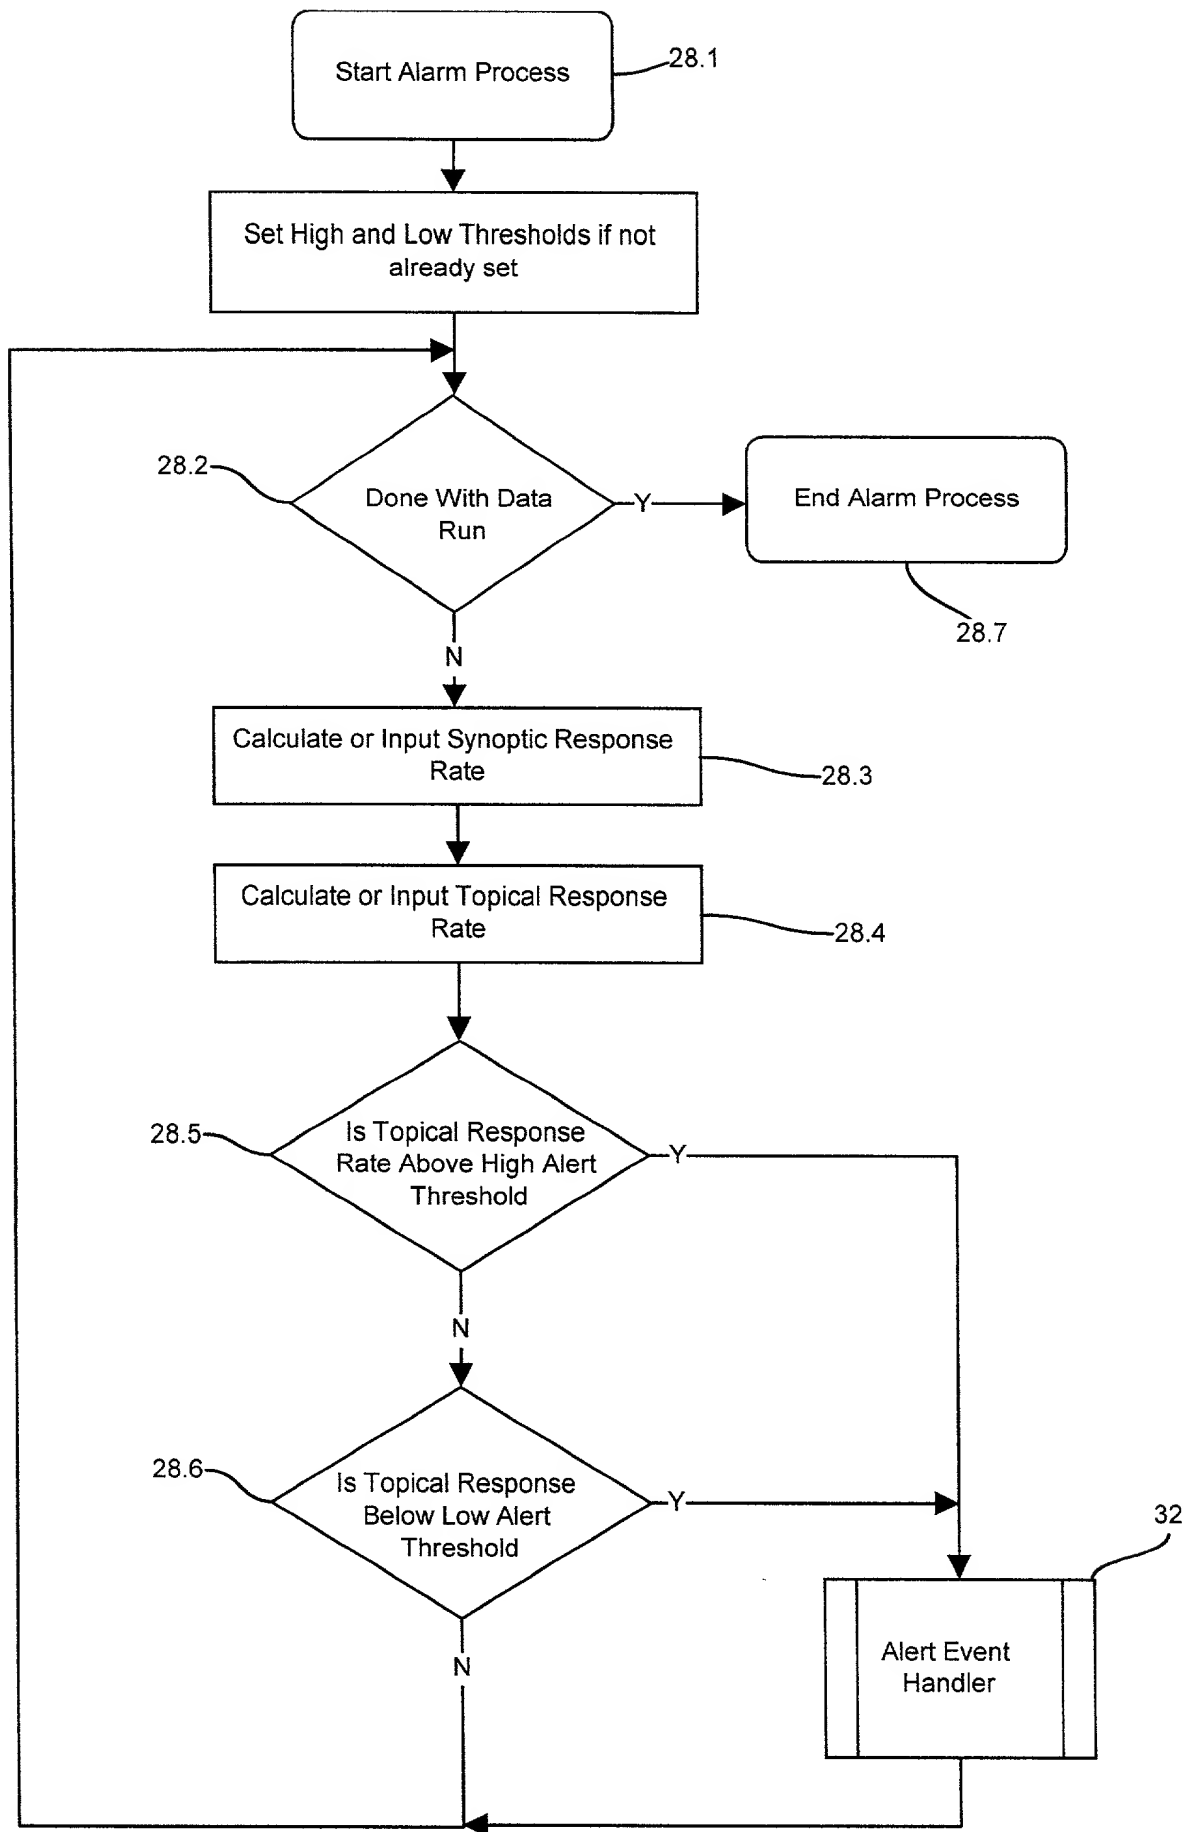 Start Alarm Process
28.1
Set High and Low Thresholds if not
already set
28.2
Done With Data
Run
Y
End Alarm Process
28.7
N
Calculate or Input Synoptic Response
Rate
28.3
Calculate or Input Topical Response
Rate
28.4
28.5
Is Topical Response
Rate Above High Alert
Threshold
Y
N
28.6
Is Topical Response
Below Low Alert
Threshold
Y
32
N
Alert Event
Handler